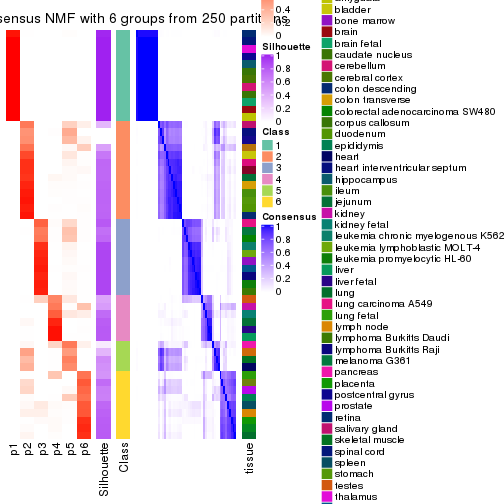 sensus NMF with 6 groups from 250 partitions
0.4
0.2
0
Silhouette
1
0.8
0.6
0.4
0.2
0
Class
1
2
3
4
5
6
Consensus
1
0.8
0.6
0.4
0.2
0
bladder
bone marrow
brain
brain fetal
caudate nucleus
cerebellum
cerebral cortex
colon descending
colon transverse
colorectal adenocarcinoma SW480
corpus callosum
duodenum
epididymis
heart
heart interventricular septum
hippocampus
ileum
jejunum
kidney
kidney fetal
leukemia chronic myelogenous K562
leukemia lymphoblastic MOLT-4
leukemia promyelocytic HL-60
liver
liver fetal
lung
lung carcinoma A549
lung fetal
lymph node
lymphoma Burkitts Daudi
lymphoma Burkitts Raji
melanoma G361
pancreas
placenta
postcentral gyrus
prostate
retina
salivary gland
skeletal muscle
spinal cord
spleen
stomach
testes
thalamus
p1
p2
p3
p4
p5
p6
Silhouette
Class
tissue